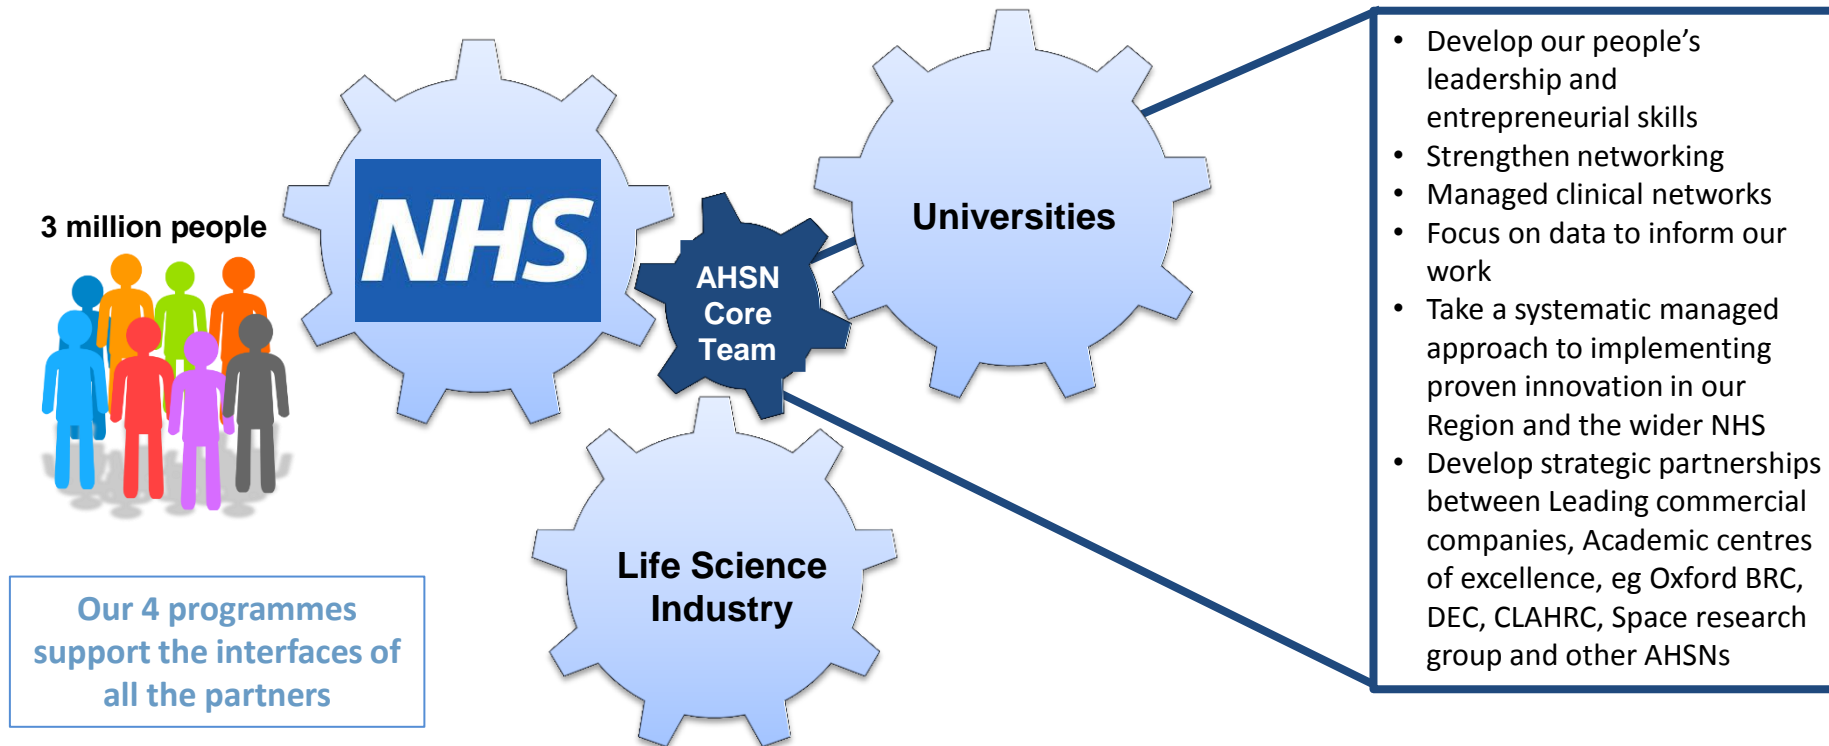 3 million people
NHS
AHSN
Core
Team
Universities
Life Science
Industry
Our 4 programmes
support the interfaces of
all the partners
• Develop our people’s
leadership and
entrepreneurial skills
• Strengthen networking
• Managed clinical networks
• Focus on data to inform our
work
• Take a systematic managed
approach to implementing
proven innovation in our
Region and the wider NHS
• Develop strategic partnerships
between Leading commercial
companies, Academic centres
of excellence, eg Oxford BRC,
DEC, CLAHRC, Space research
group and other AHSNs